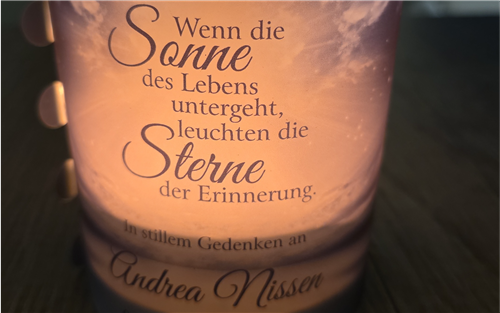 Wenn die
Sonne
des Lebens
untergeht,
leuchten die
Sterne
der Erinnerung.
In stillem Gedenken an
Andrea Nissen